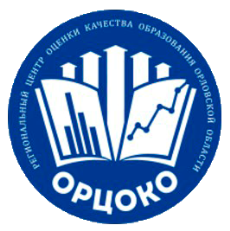 РЕГИОНАЛЬНЫЙ ЦЕНТР ОЦЕНКИ КАЧЕСТВА ОБРАЗОВАНИЯ ОРЛОВСКОЙ ОБЛАСТИ
ОРЦОКО